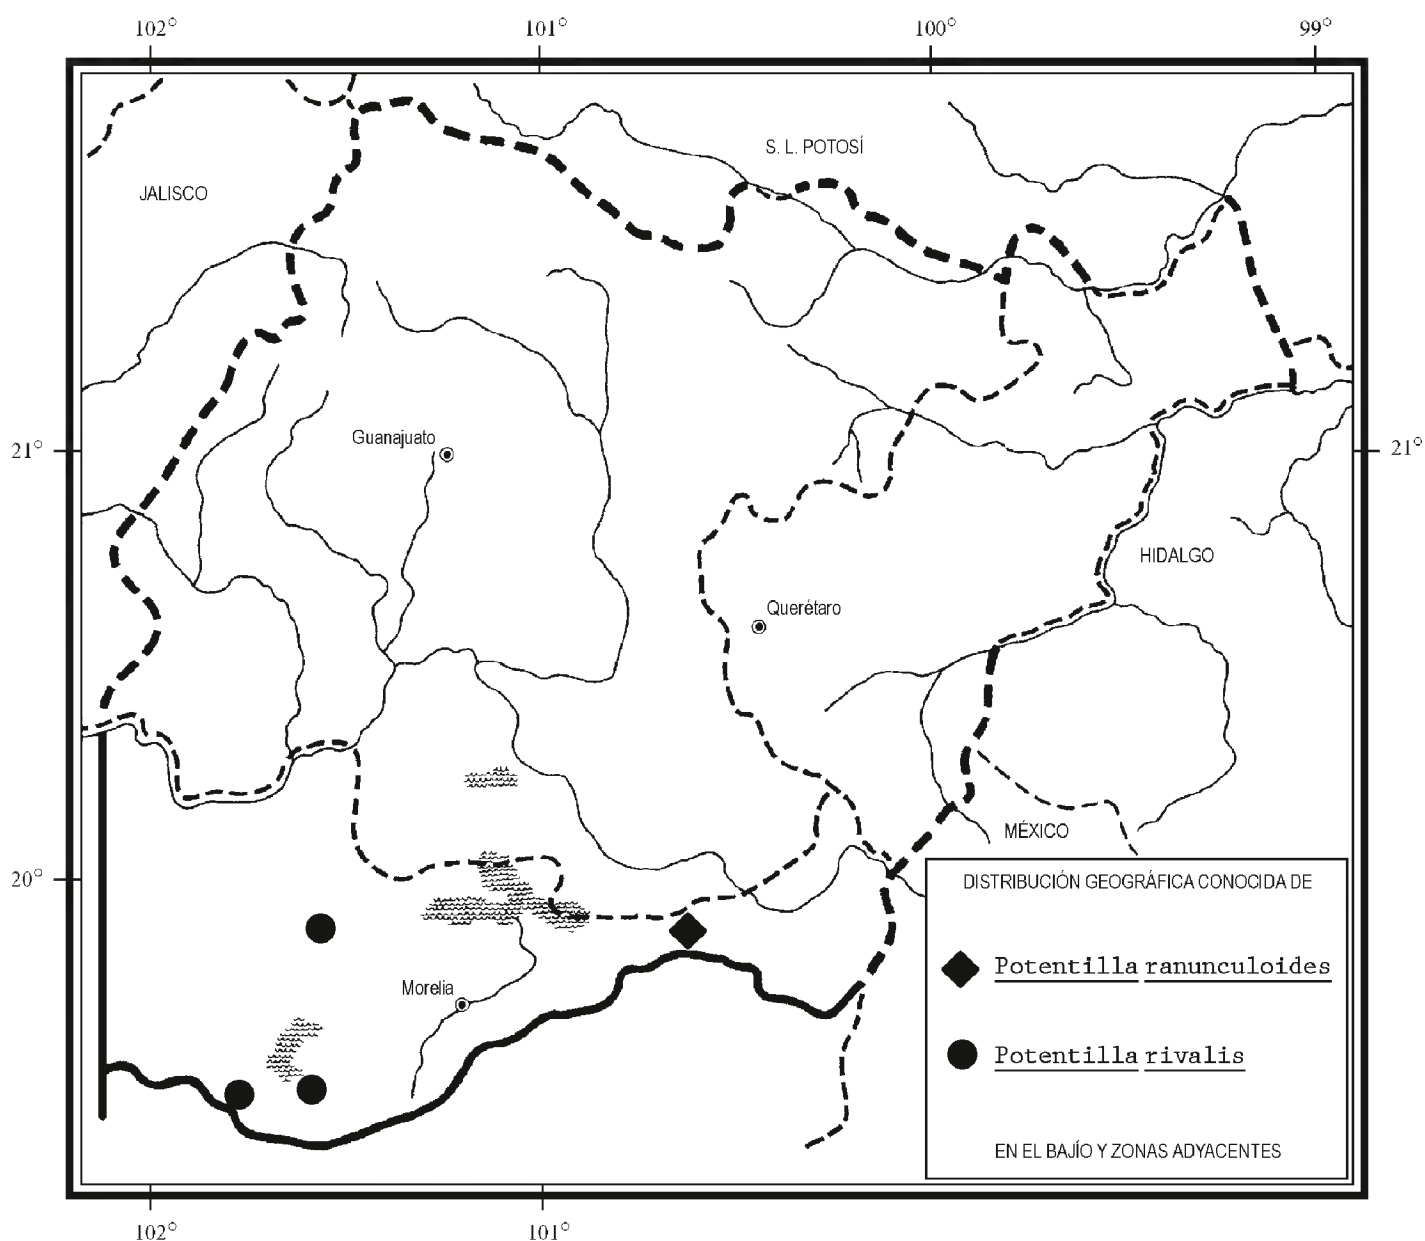 102° 101° 100° 99°
S. L. POTOSÍ
JALISCO
Guanajuato
21° 21°
HIDALGO
Querétaro
MÉXICO
20°
DISTRIBUCIÓN GEOGRÁFICA CONOCIDA DE
Potentilla ranunculoides
Morelia
Potentilla rivalis
EN EL BAJÍO Y ZONAS ADYACENTES
102° 101°